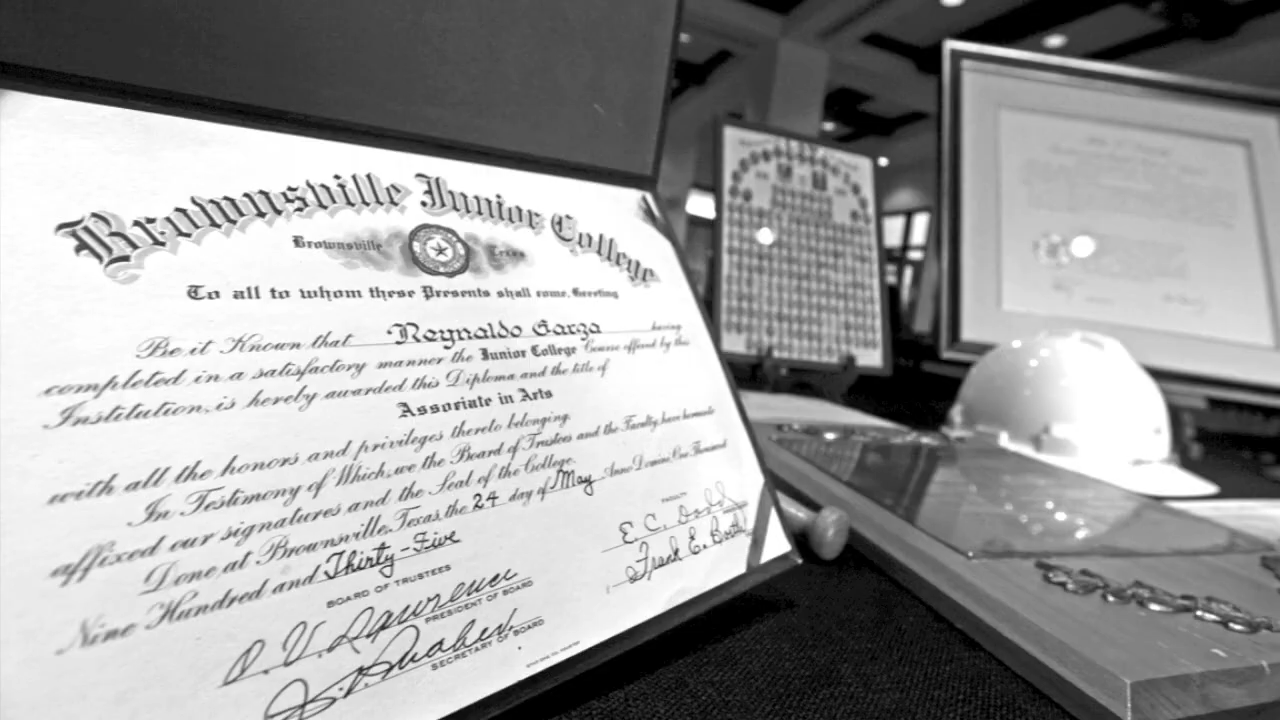 Brownsville Junior College
Brownsville Texas
To all to whom these Presents shall come, Greeting
Be it Known that Reynaldo Garza having
completed in a satisfactory manner the Junior College Course offered by this
Institution, is hereby awarded this Diploma and the title of
Associate in Arts
with all the honors and privileges thereto belonging.
In Testimony of Which, we the Board of Trustees and the Faculty, have hereunto
affixed our signatures and the Seal of the College.
Done, at Brownsville, Texas, the 24 day of May Anno Domini, One Thousand
Nine Hundred and Thirty-Five
FACULTY
E. C. Dodd
Frank E.
BOARD OF TRUSTEES
PRESIDENT OF BOARD
SECRETARY OF BOARD